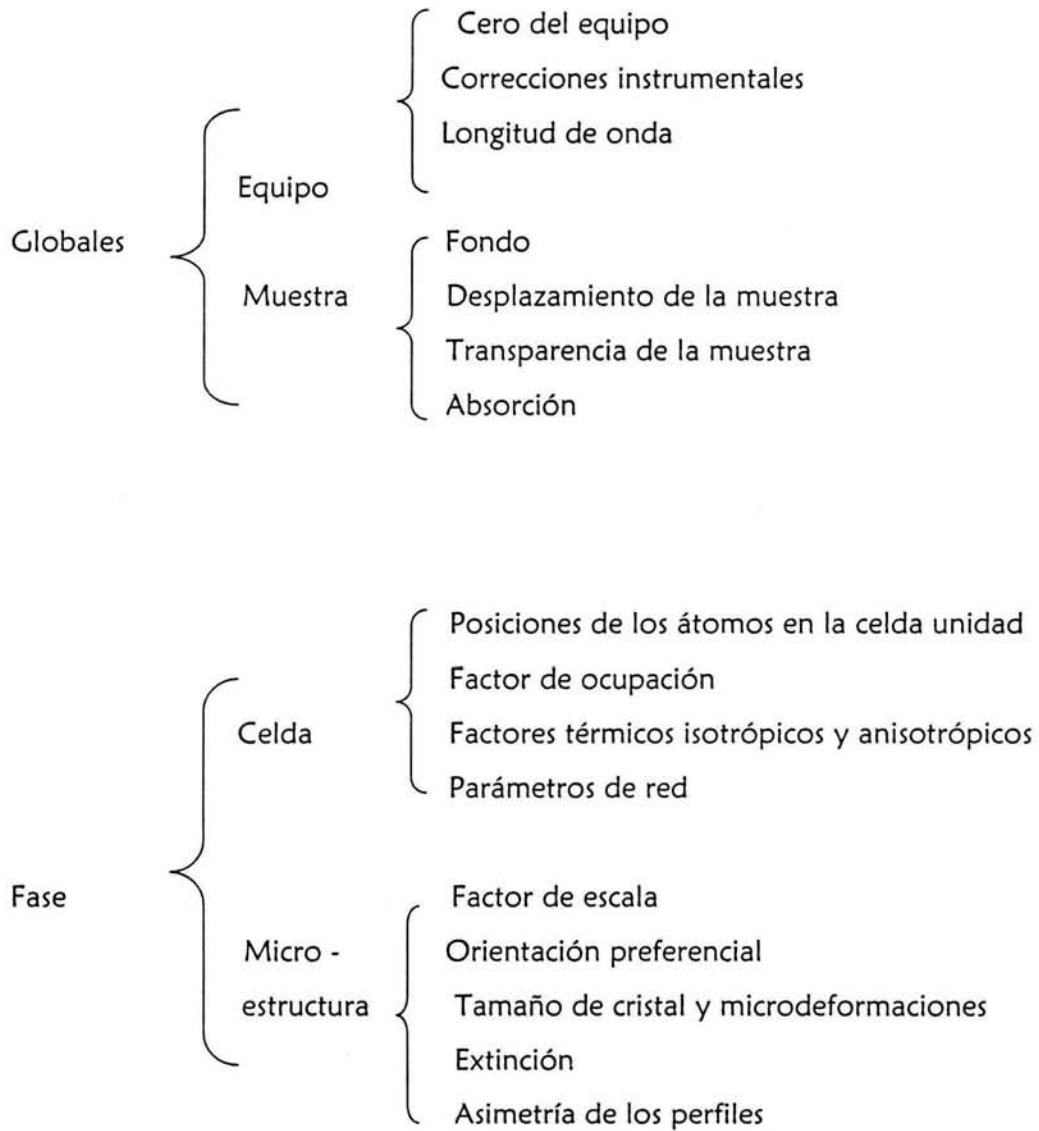 Cero del equipo
Correcciones instrumentales
Longitud de onda
Equipo
Globales
Fondo
Muestra
Desplazamiento de la muestra
Transparencia de la muestra
Absorción
Posiciones de los átomos en la celda unidad
Factor de ocupación
Celda
Factores térmicos isotrópicos y anisotrópicos
Parámetros de red
Fase
Factor de escala
Micro -
Orientación preferencial
estructura
Tamaño de cristal y microdeformaciones
Extinción
Asimetría de los perfiles